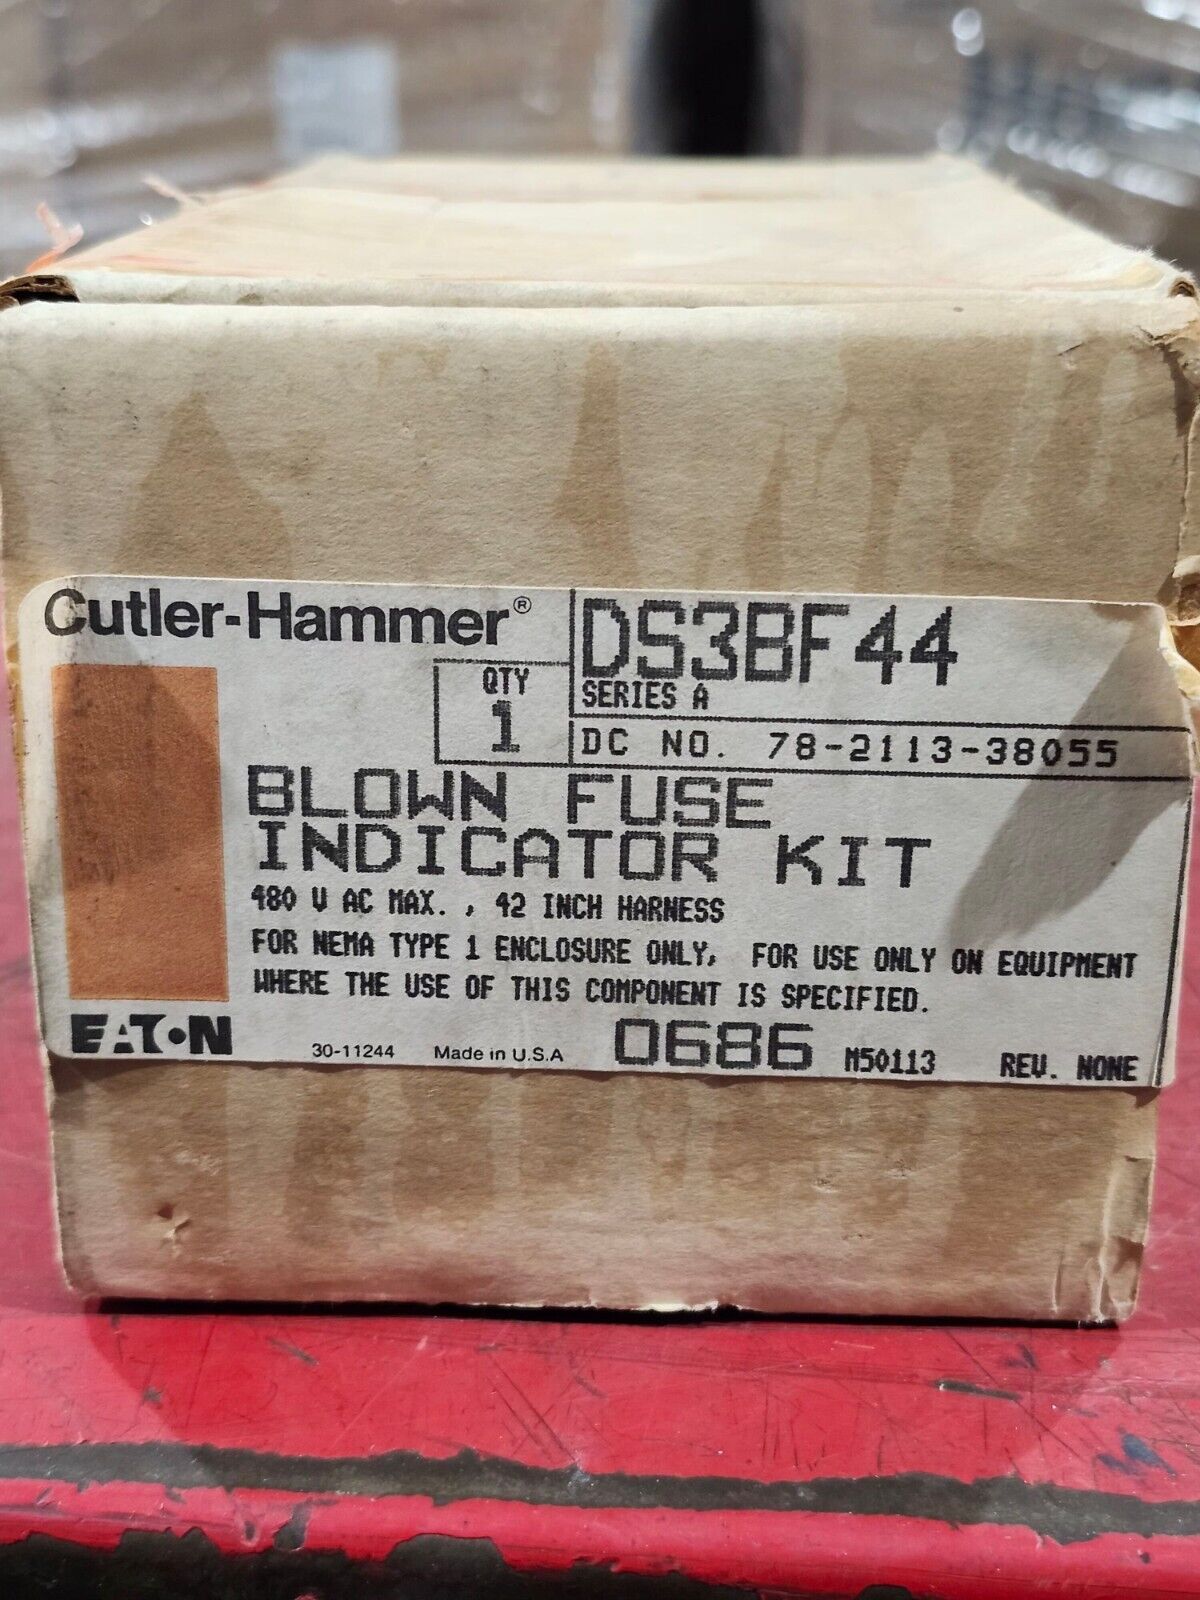 Cutler-Hammer®
DS3BF44
SERIES A
QTY
1
DC NO. 78-2113-38055
BLOWN FUSE
INDICATOR KIT
480 V AC MAX., 42 INCH HARNESS
FOR NEMA TYPE 1 ENCLOSURE ONLY, FOR USE ONLY ON EQUIPMENT
WHERE THE USE OF THIS COMPONENT IS SPECIFIED.
EATON 30-11244 Made in U.S.A 0686 M50113 REV. NONE